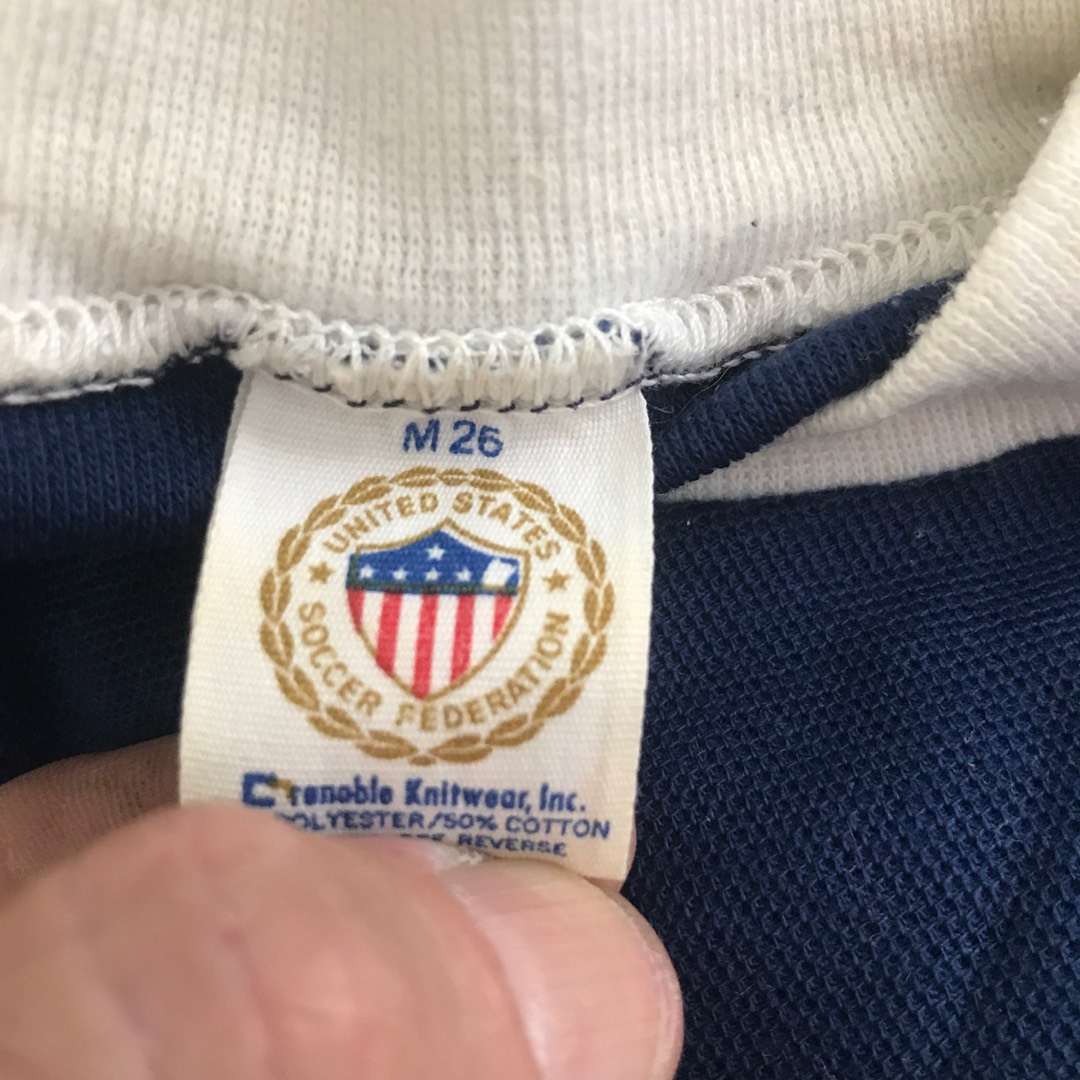 M 26
UNITED STATES
SOCCER FEDERATION
Grenoble Knitwear, Inc.
POLYESTER/50% COTTON
REVERSE